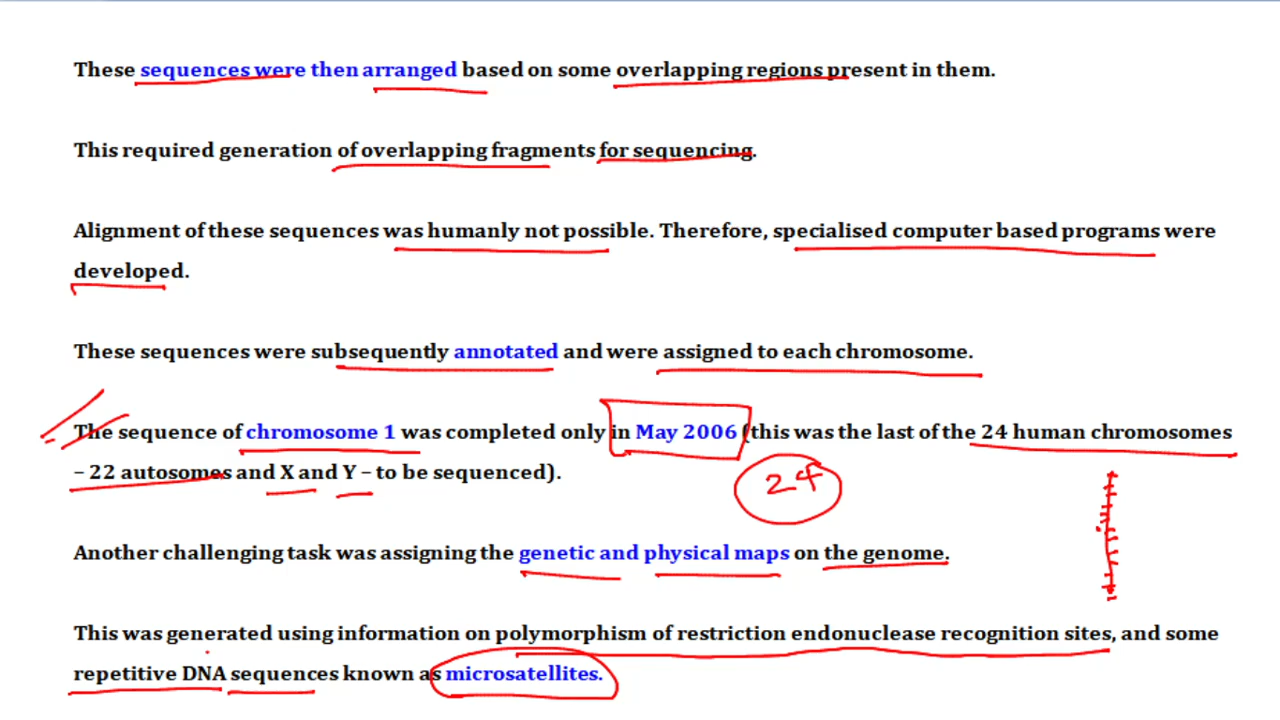 These sequences were then arranged based on some overlapping regions present in them.
This required generation of overlapping fragments for sequencing.
Alignment of these sequences was humanly not possible. Therefore, specialised computer based programs were
developed.
These sequences were subsequently annotated and were assigned to each chromosome.
The sequence of chromosome 1 was completed only in May 2006 (this was the last of the 24 human chromosomes
– 22 autosomes and X and Y – to be sequenced).
24
Another challenging task was assigning the genetic and physical maps on the genome.
This was generated using information on polymorphism of restriction endonuclease recognition sites, and some
repetitive DNA sequences known as microsatellites.